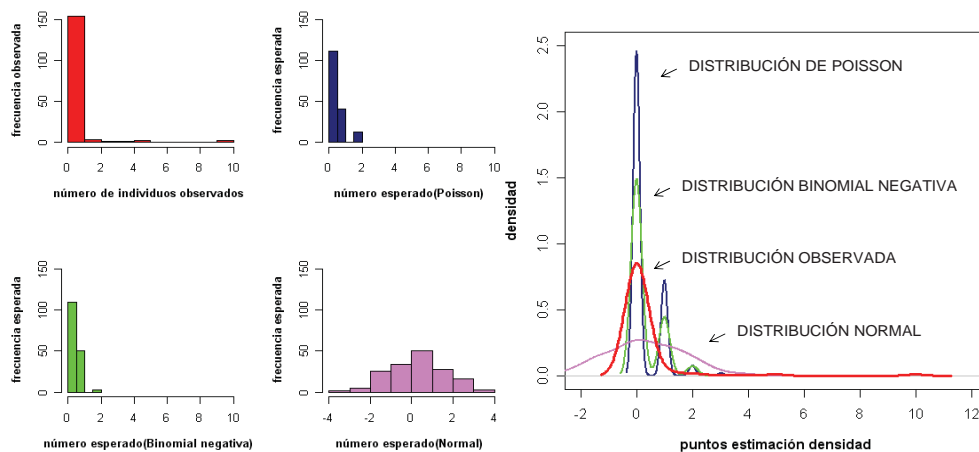 frecuencia observada
150
100
50
0
0 2 4 6 8 10
número de individuos observados
frecuencia esperada
150
100
50
0
0 2 4 6 8 10
número esperado(Poisson)
frecuencia esperada
150
100
50
0
0 2 4 6 8 10
número esperado(Binomial negativa)
frecuencia esperada
150
100
50
0
-4 -2 0 2 4
número esperado(Normal)
densidad
2.5
2.0
1.5
1.0
0.5
0.0
DISTRIBUCIÓN DE POISSON
DISTRIBUCIÓN BINOMIAL NEGATIVA
DISTRIBUCIÓN OBSERVADA
DISTRIBUCIÓN NORMAL
-2 0 2 4 6 8 10 12
puntos estimación densidad